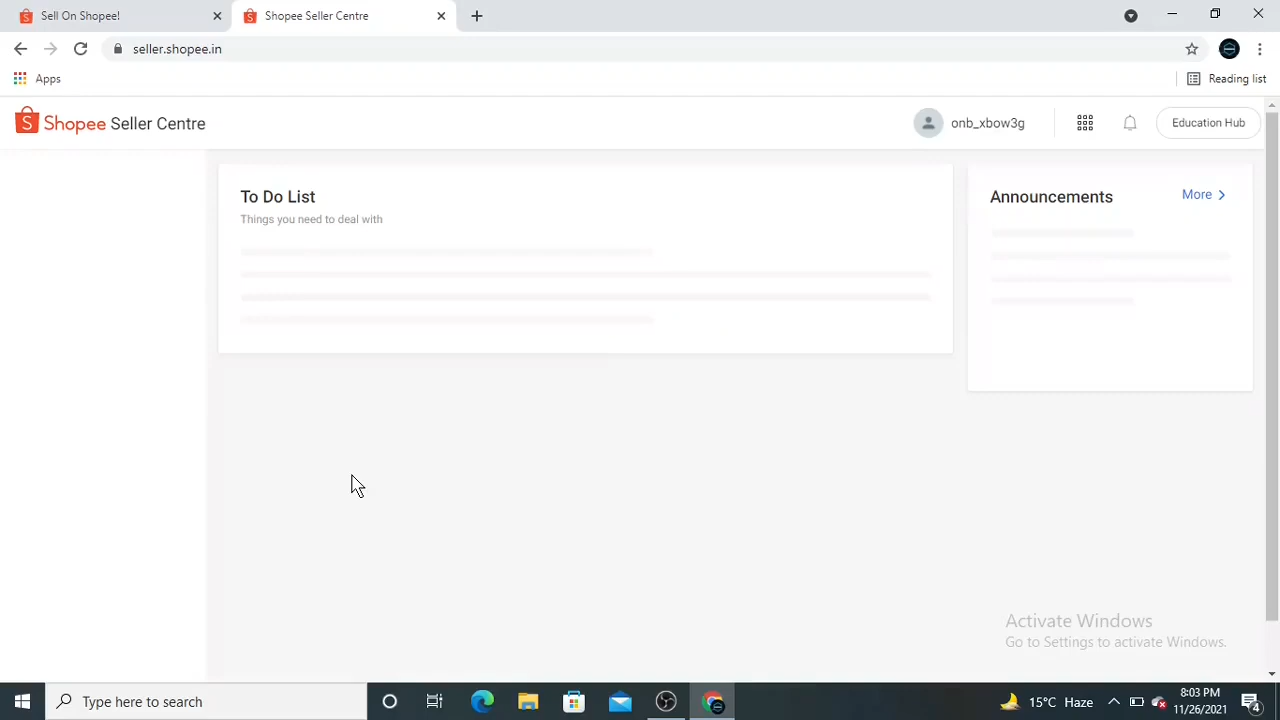 Sell On Shopee!
Shopee Seller Centre
seller.shopee.in
Apps
Reading list
Shopee Seller Centre
onb_xbow3g
Education Hub
To Do List
Things you need to deal with
Announcements
More
Activate Windows
Go to Settings to activate Windows.
Type here to search
15°C Haze
8:03 PM
11/26/2021
4